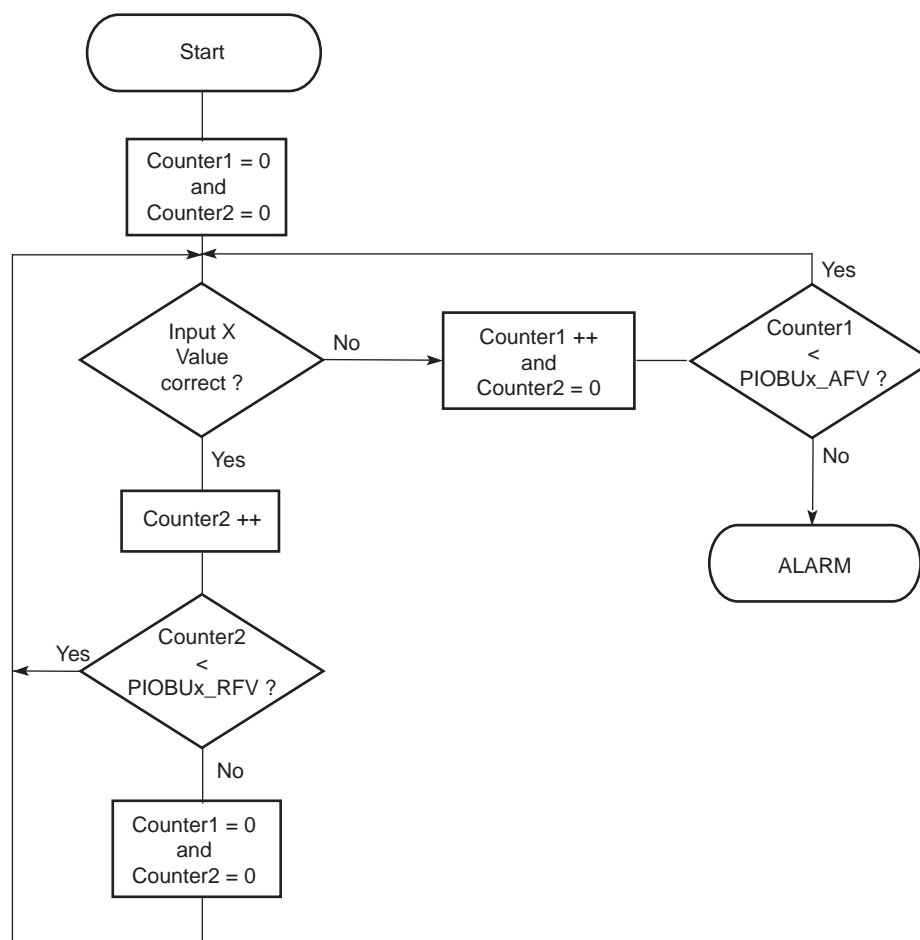 Start
Counter1 = 0
and
Counter2 = 0
Input X
Value
correct ?
No
Counter1 ++
and
Counter2 = 0
Counter1
<
PIOBUx_AFV ?
Yes
No
ALARM
Yes
Counter2 ++
Counter2
<
PIOBUx_RFV ?
Yes
No
Counter1 = 0
and
Counter2 = 0